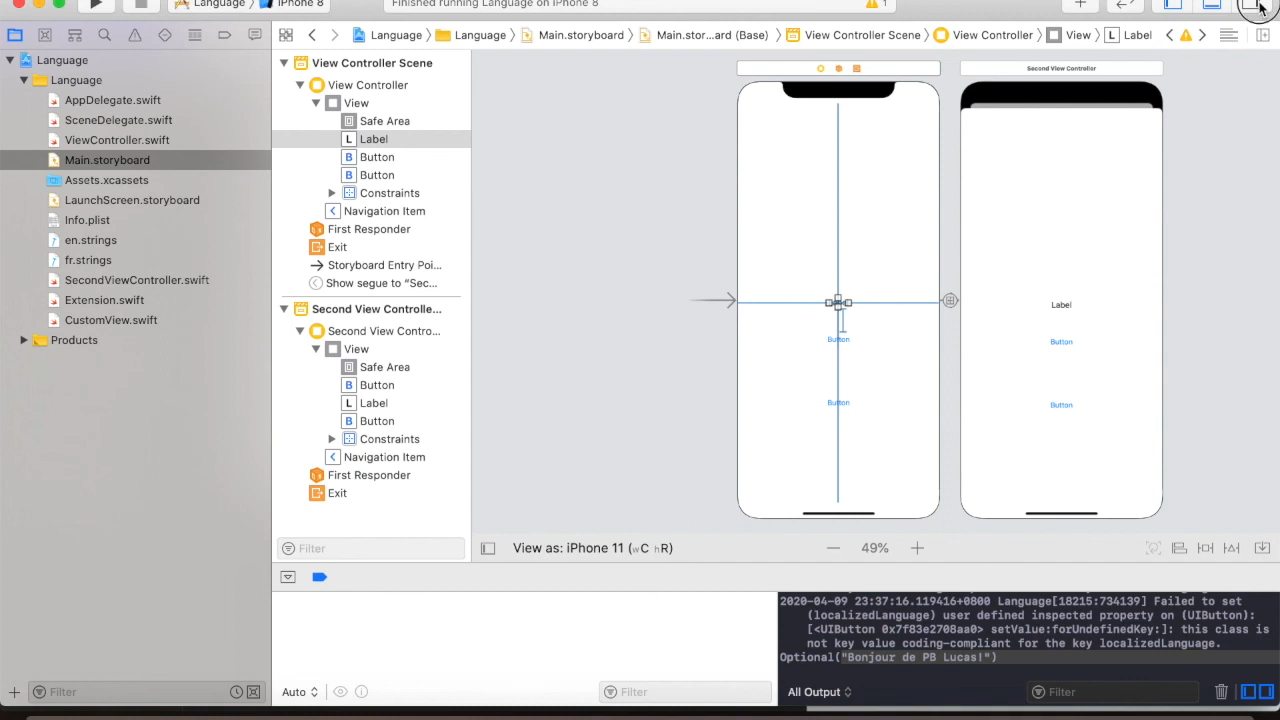 Language
iPhone 8
Finished running Language on iPhone 8
1
Language
Language
Main.storyboard
Main.stor...ard (Base)
View Controller Scene
View Controller
View
L Label
Language
Language
AppDelegate.swift
SceneDelegate.swift
ViewController.swift
Main.storyboard
Assets.xcassets
LaunchScreen.storyboard
Info.plist
en.strings
fr.strings
SecondViewController.swift
Extension.swift
CustomView.swift
Products
Filter
View Controller Scene
View Controller
View
Safe Area
L Label
B Button
B Button
Constraints
Navigation Item
First Responder
Exit
Storyboard Entry Poi...
Show segue to “Sec...
Second View Controlle...
Second View Contro...
View
Safe Area
B Button
L Label
B Button
Constraints
Navigation Item
First Responder
Exit
Filter
Button
Button
Second View Controller
Label
Button
Button
View as: iPhone 11 (wC hR)
49%
Auto
Filter
2020-04-09 23:37:16.119416+0800 Language[18215:734139] Failed to set
(localizedLanguage) user defined inspected property on (UIButton):
[<UIButton 0x7f83e2708aa0> setValue:forUndefinedKey:]: this class is
not key value coding-compliant for the key localizedLanguage.
Optional("Bonjour de PB Lucas!")
All Output
Filter